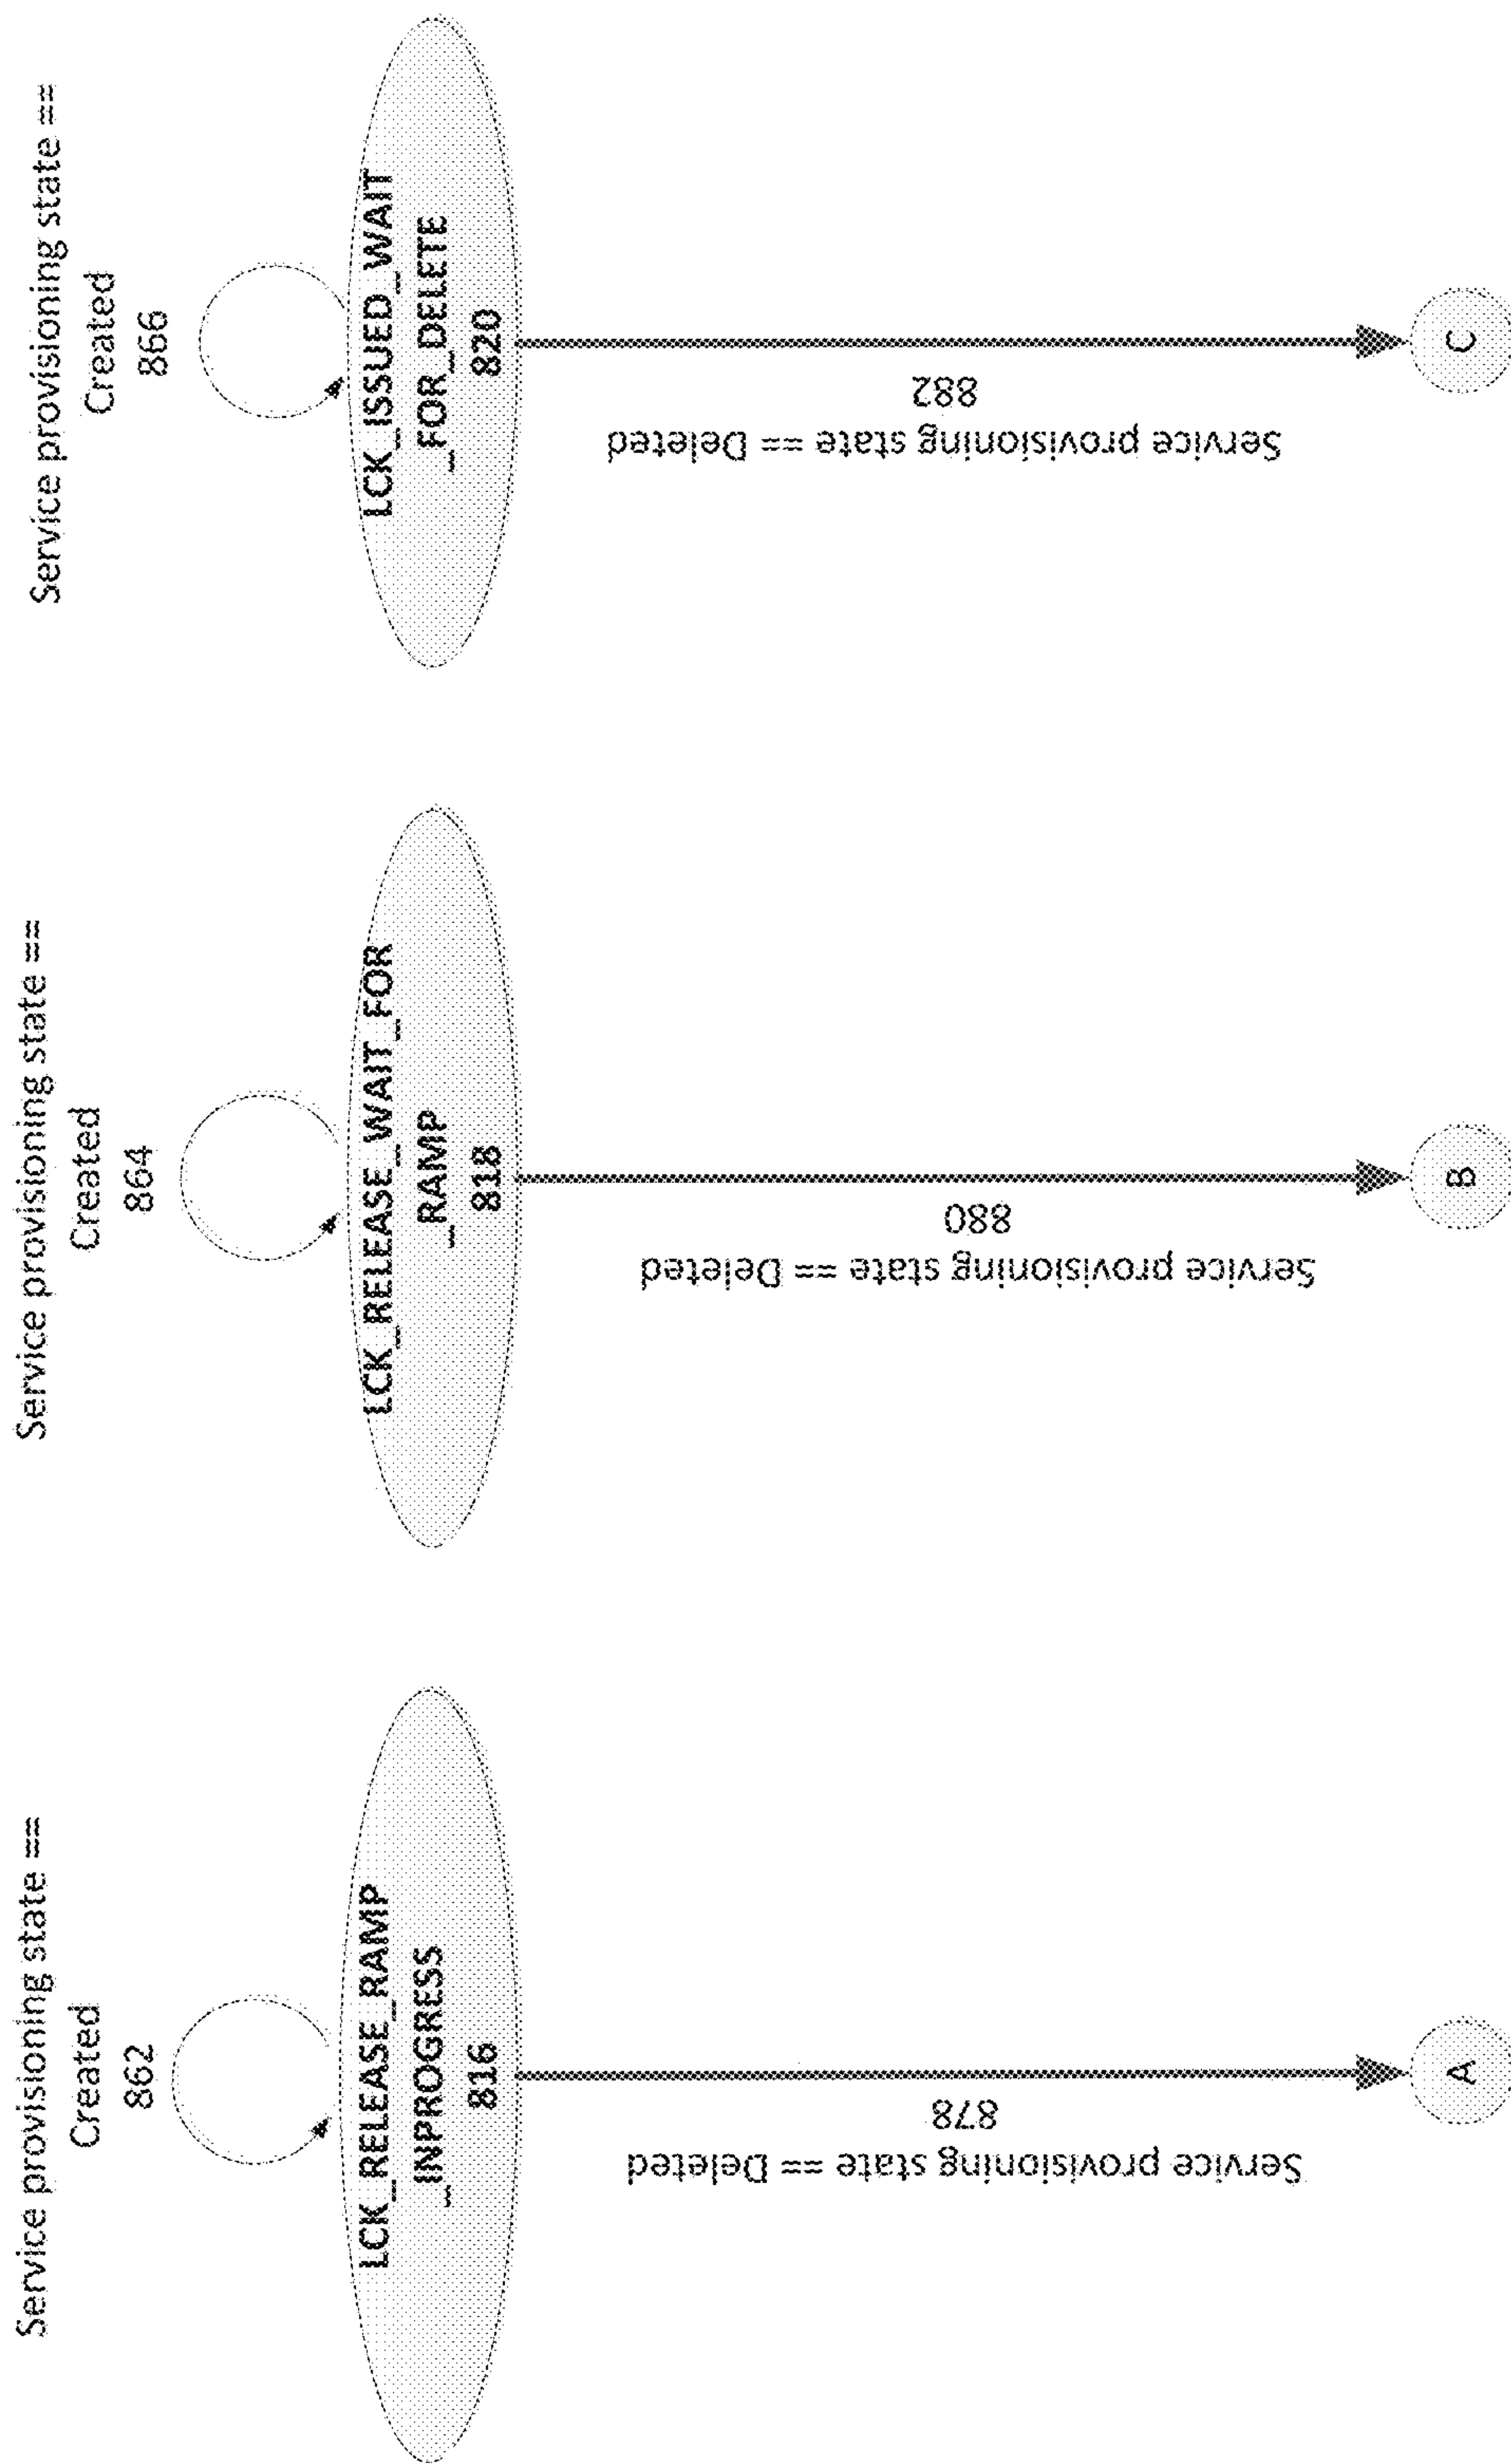 Service provisioning state ==
Created
862
LCK_RELEASE_RAMP
_INPROGRESS
816
Service provisioning state == Deleted
878
A
Service provisioning state ==
Created
864
LCK_RELEASE_WAIT_FOR
_RAMP
818
Service provisioning state == Deleted
880
B
Service provisioning state ==
Created
866
LCK_ISSUED_WAIT
_FOR_DELETE
820
Service provisioning state == Deleted
882
C